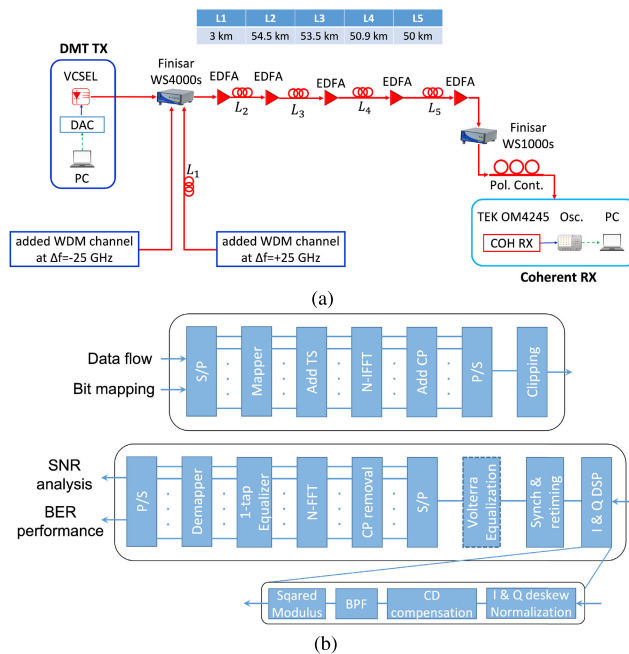 L1 L2 L3 L4 L5
3 km 54.5 km 53.5 km 50.9 km 50 km
DMT TX
VCSEL
DAC
PC
Finisar
WS4000s
EDFA EDFA EDFA EDFA EDFA
L2 L3 L4 L5
L1
Finisar
WS1000s
Pol. Cont.
added WDM channel
at Δf=-25 GHz
added WDM channel
at Δf=+25 GHz
TEK OM4245 Osc. PC
COH RX
Coherent RX
(a)
Data flow
Bit mapping
S/P
Mapper
Add TS
N-IFFT
Add CP
P/S
Clipping
SNR
analysis
BER
performance
P/S
Demapper
1-tap
Equalizer
N-FFT
CP removal
S/P
Volterra
Equalization
Synch &
retiming
I & Q DSP
Sqared
Modulus
BPF
CD
compensation
I & Q deskew
Normalization
(b)